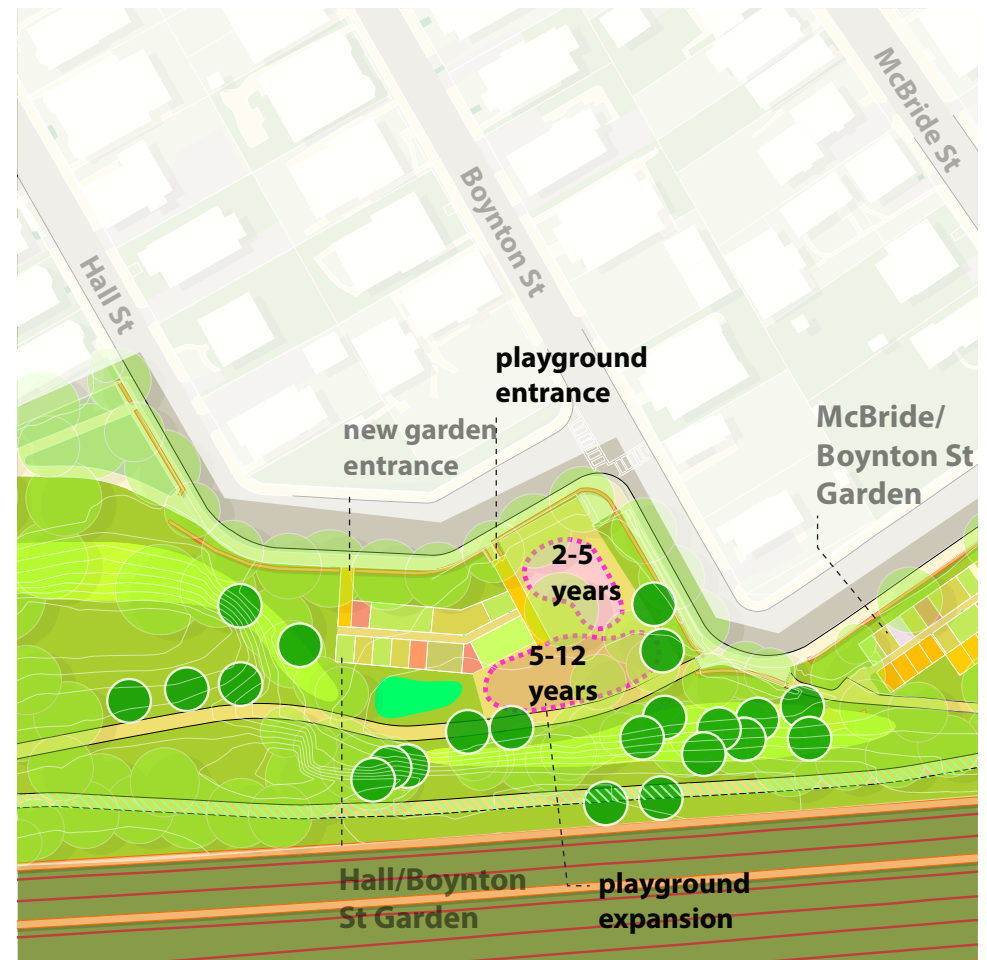 McBride St
Boynton St
Hall St
playground
entrance
new garden
entrance
McBride/
Boynton St
Garden
2-5
years
5-12
years
Hall/Boynton
St Garden
playground
expansion